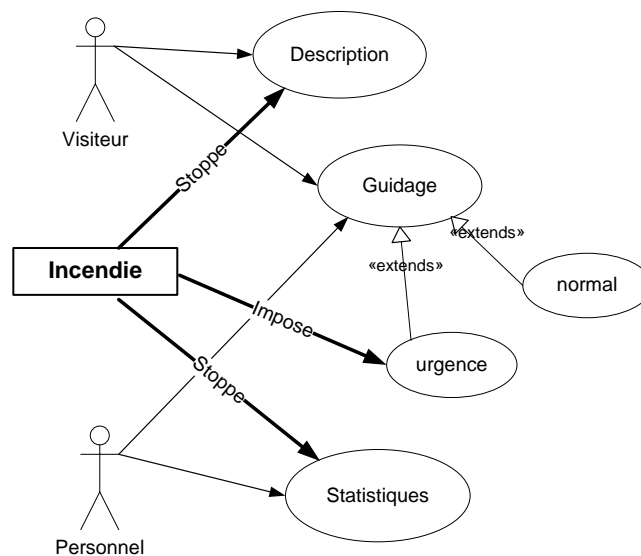 Description
Visiteur
Stoppe
Guidage
«extends»
Incendie
«extends»
normal
Impose
urgence
Stoppe
Statistiques
Personnel